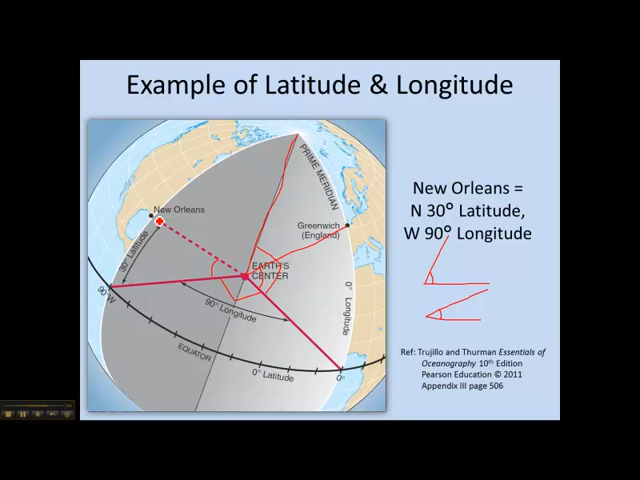 Example of Latitude & Longitude
PRIME MERIDIAN
New Orleans
Greenwich
(England)
30° Latitude
EARTH'S
CENTER
90°W
90° Longitude
0° Longitude
EQUATOR
0° Latitude
0°
New Orleans =
N 30° Latitude,
W 90° Longitude
Ref: Trujillo and Thurman Essentials of
Oceanography 10th Edition
Pearson Education © 2011
Appendix III page 506